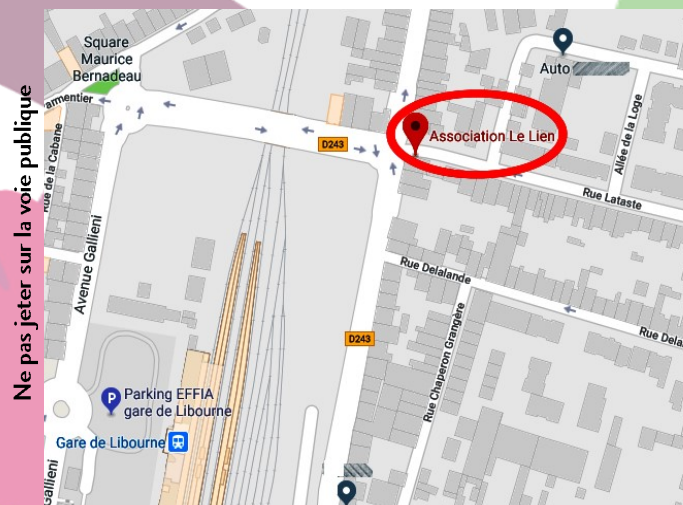 Ne pas jeter sur la voie publique
Square
Maurice
Bernadeau
armentier
Rue de la Cabane
Avenue Gallieni
D243
Association Le Lien
Auto
Allée de la Loge
Rue Lataste
Rue Delalande
Rue Dela
D243
Rue Chaperon Grangère
P
Parking EFFIA
gare de Libourne
Gare de Libourne
Gallieni